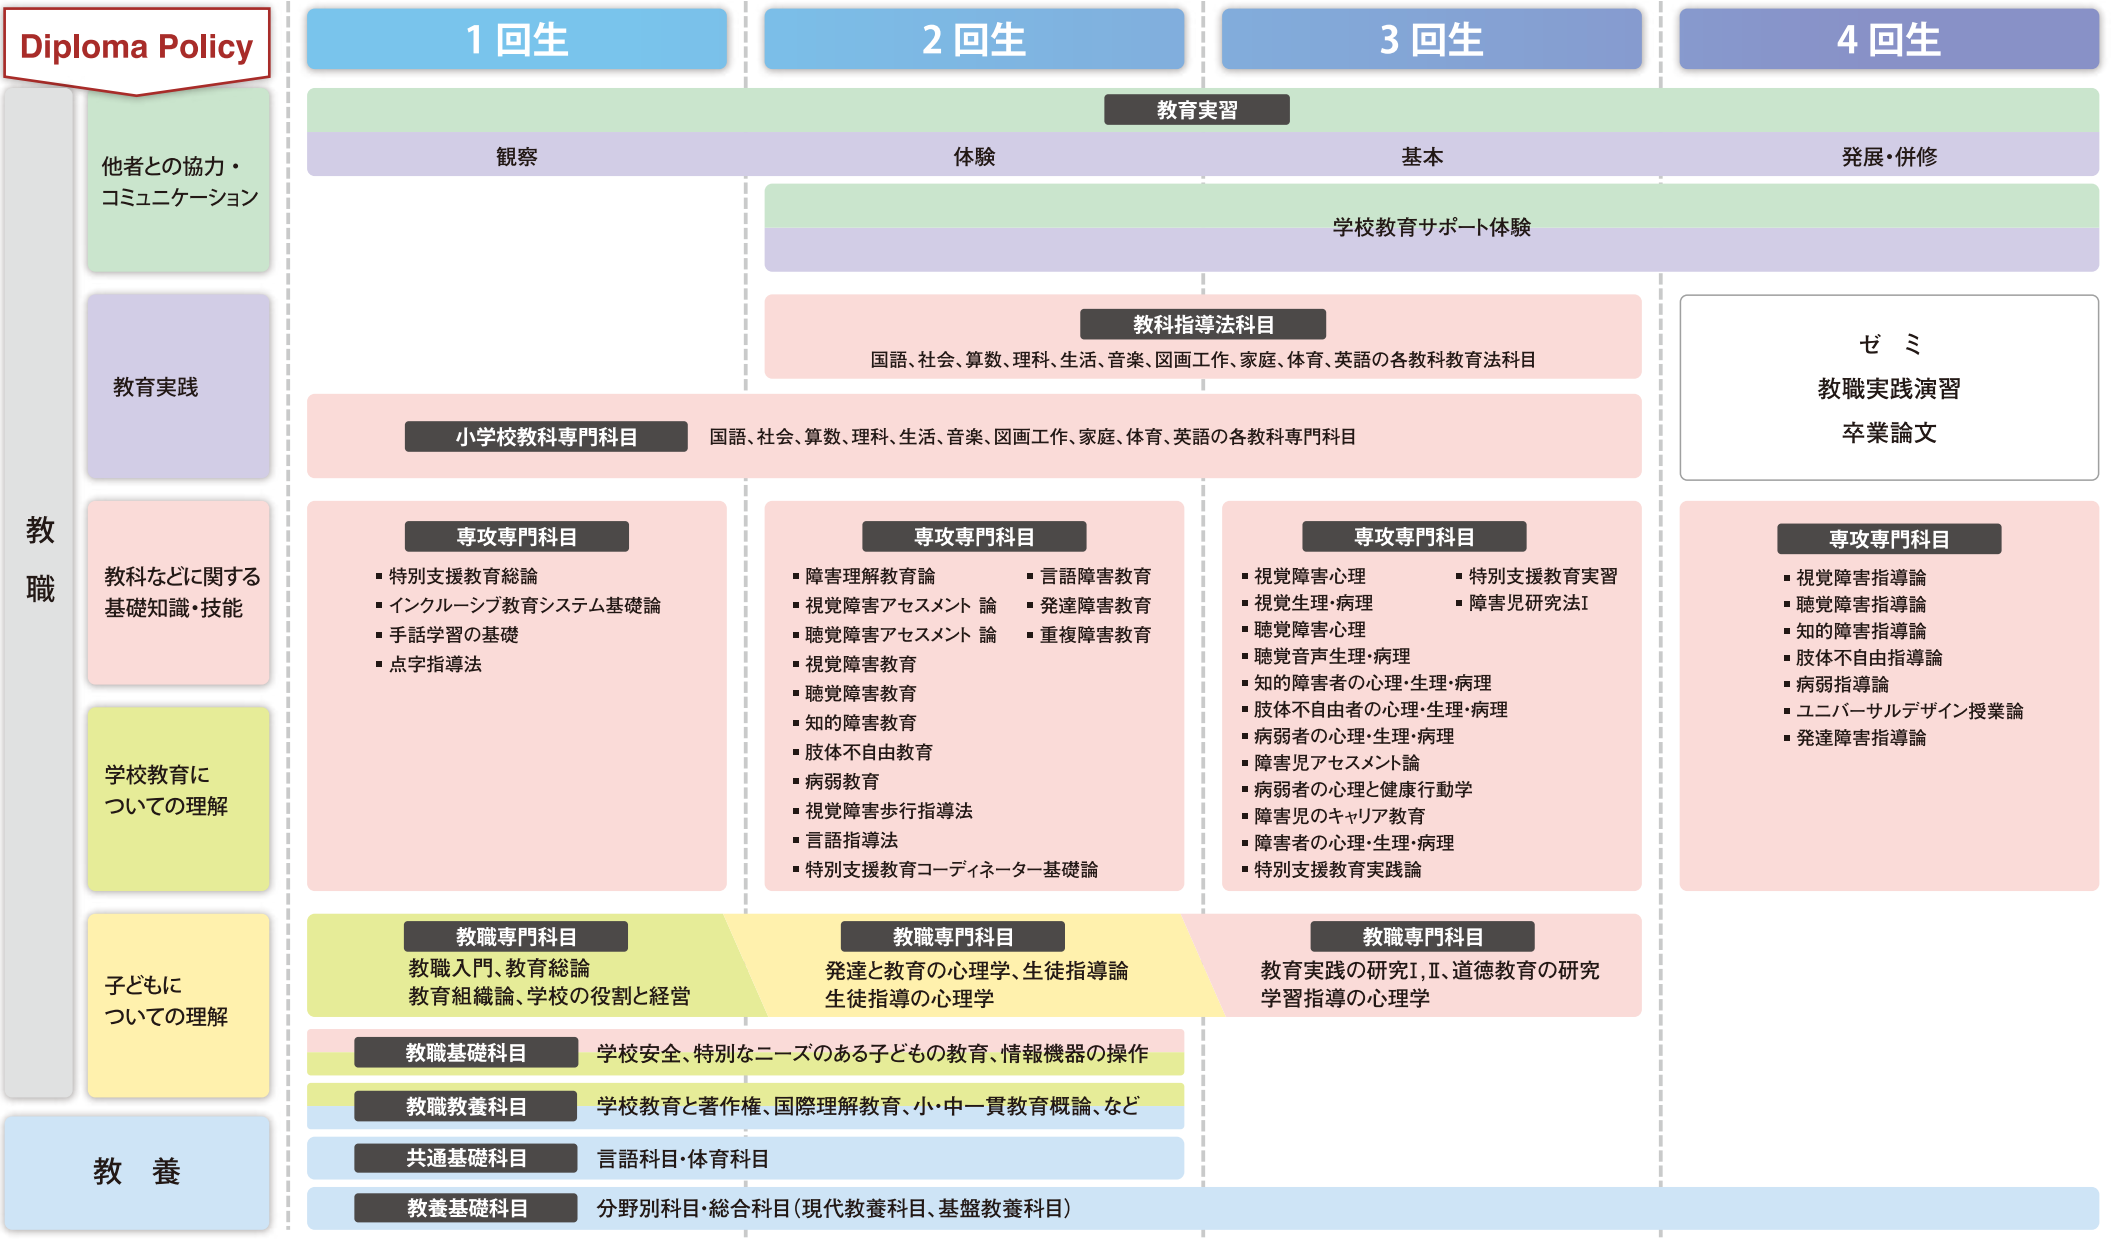 Diploma Policy
1 回生
2 回生
3 回生
4 回生
教職
他者との協力・
コミュニケーション
教育実習
観察
体験
基本
発展・併修
学校教育サポート体験
教育実践
教科指導法科目
国語、社会、算数、理科、生活、音楽、図画工作、家庭、体育、英語の各教科教育法科目
小学校教科専門科目
国語、社会、算数、理科、生活、音楽、図画工作、家庭、体育、英語の各教科専門科目
ゼ ミ
教職実践演習
卒業論文
教科などに関する
基礎知識・技能
学校教育に
ついての理解
専攻専門科目
▪ 特別支援教育総論
▪ インクルーシブ教育システム基礎論
▪ 手話学習の基礎
▪ 点字指導法
専攻専門科目
▪ 障害理解教育論
▪ 視覚障害アセスメント 論
▪ 聴覚障害アセスメント 論
▪ 視覚障害教育
▪ 聴覚障害教育
▪ 知的障害教育
▪ 肢体不自由教育
▪ 病弱教育
▪ 視覚障害歩行指導法
▪ 言語指導法
▪ 特別支援教育コーディネーター基礎論
▪ 言語障害教育
▪ 発達障害教育
▪ 重複障害教育
専攻専門科目
▪ 視覚障害心理
▪ 視覚生理・病理
▪ 聴覚障害心理
▪ 聴覚音声生理・病理
▪ 知的障害者の心理・生理・病理
▪ 肢体不自由者の心理・生理・病理
▪ 病弱者の心理・生理・病理
▪ 障害児アセスメント論
▪ 病弱者の心理と健康行動学
▪ 障害児のキャリア教育
▪ 障害者の心理・生理・病理
▪ 特別支援教育実践論
▪ 特別支援教育実習
▪ 障害児研究法Ⅰ
専攻専門科目
▪ 視覚障害指導論
▪ 聴覚障害指導論
▪ 知的障害指導論
▪ 肢体不自由指導論
▪ 病弱指導論
▪ ユニバーサルデザイン授業論
▪ 発達障害指導論
子どもに
ついての理解
教職専門科目
教職入門、教育総論
教育組織論、学校の役割と経営
教職専門科目
発達と教育の心理学、生徒指導論
生徒指導の心理学
教職専門科目
教育実践の研究Ⅰ,Ⅱ、道徳教育の研究
学習指導の心理学
教職基礎科目
学校安全、特別なニーズのある子どもの教育、情報機器の操作
教職教養科目
学校教育と著作権、国際理解教育、小・中一貫教育概論、など
教 養
共通基礎科目
言語科目・体育科目
教養基礎科目
分野別科目・総合科目（現代教養科目、基盤教養科目）